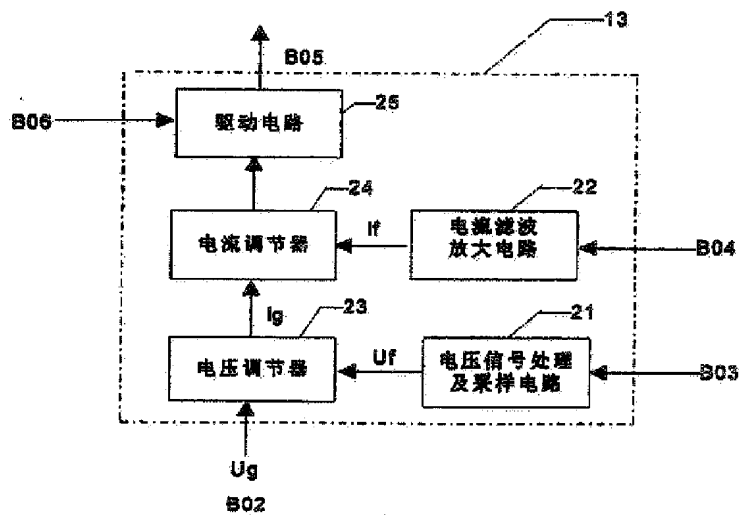 13
B05
25
驱动电路
B06
24
电流调节器
If
22
电流滤波
放大电路
B04
Ig
23
电压调节器
Uf
21
电压信号处理
及采样电路
B03
Ug
B02